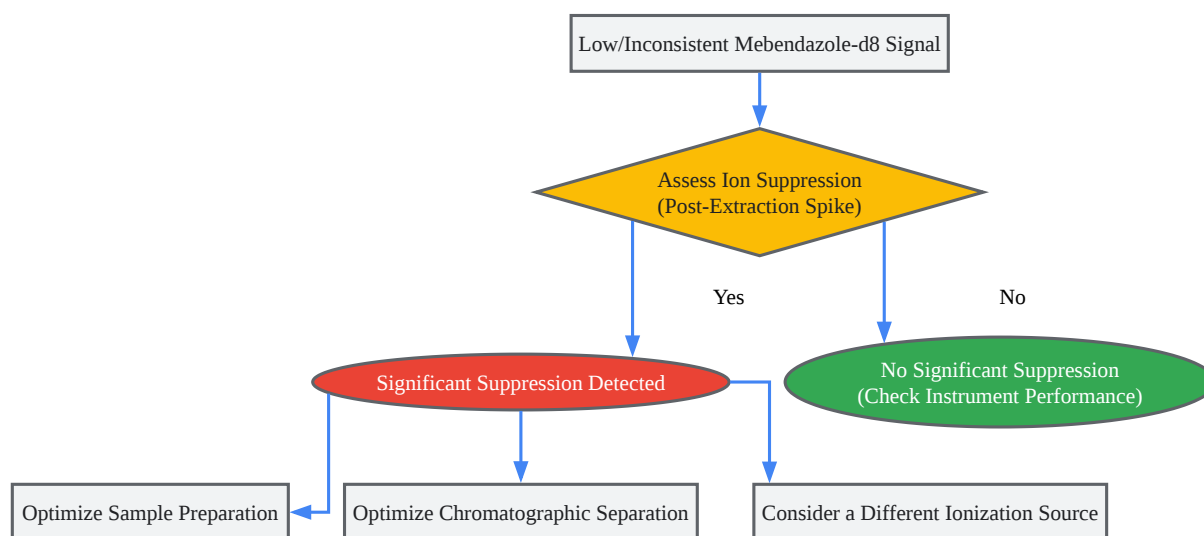 Low/Inconsistent Mebendazole-d8 Signal
Assess Ion Suppression
(Post-Extraction Spike)
Yes
No
Significant Suppression Detected
No Significant Suppression
(Check Instrument Performance)
Optimize Sample Preparation
Optimize Chromatographic Separation
Consider a Different Ionization Source